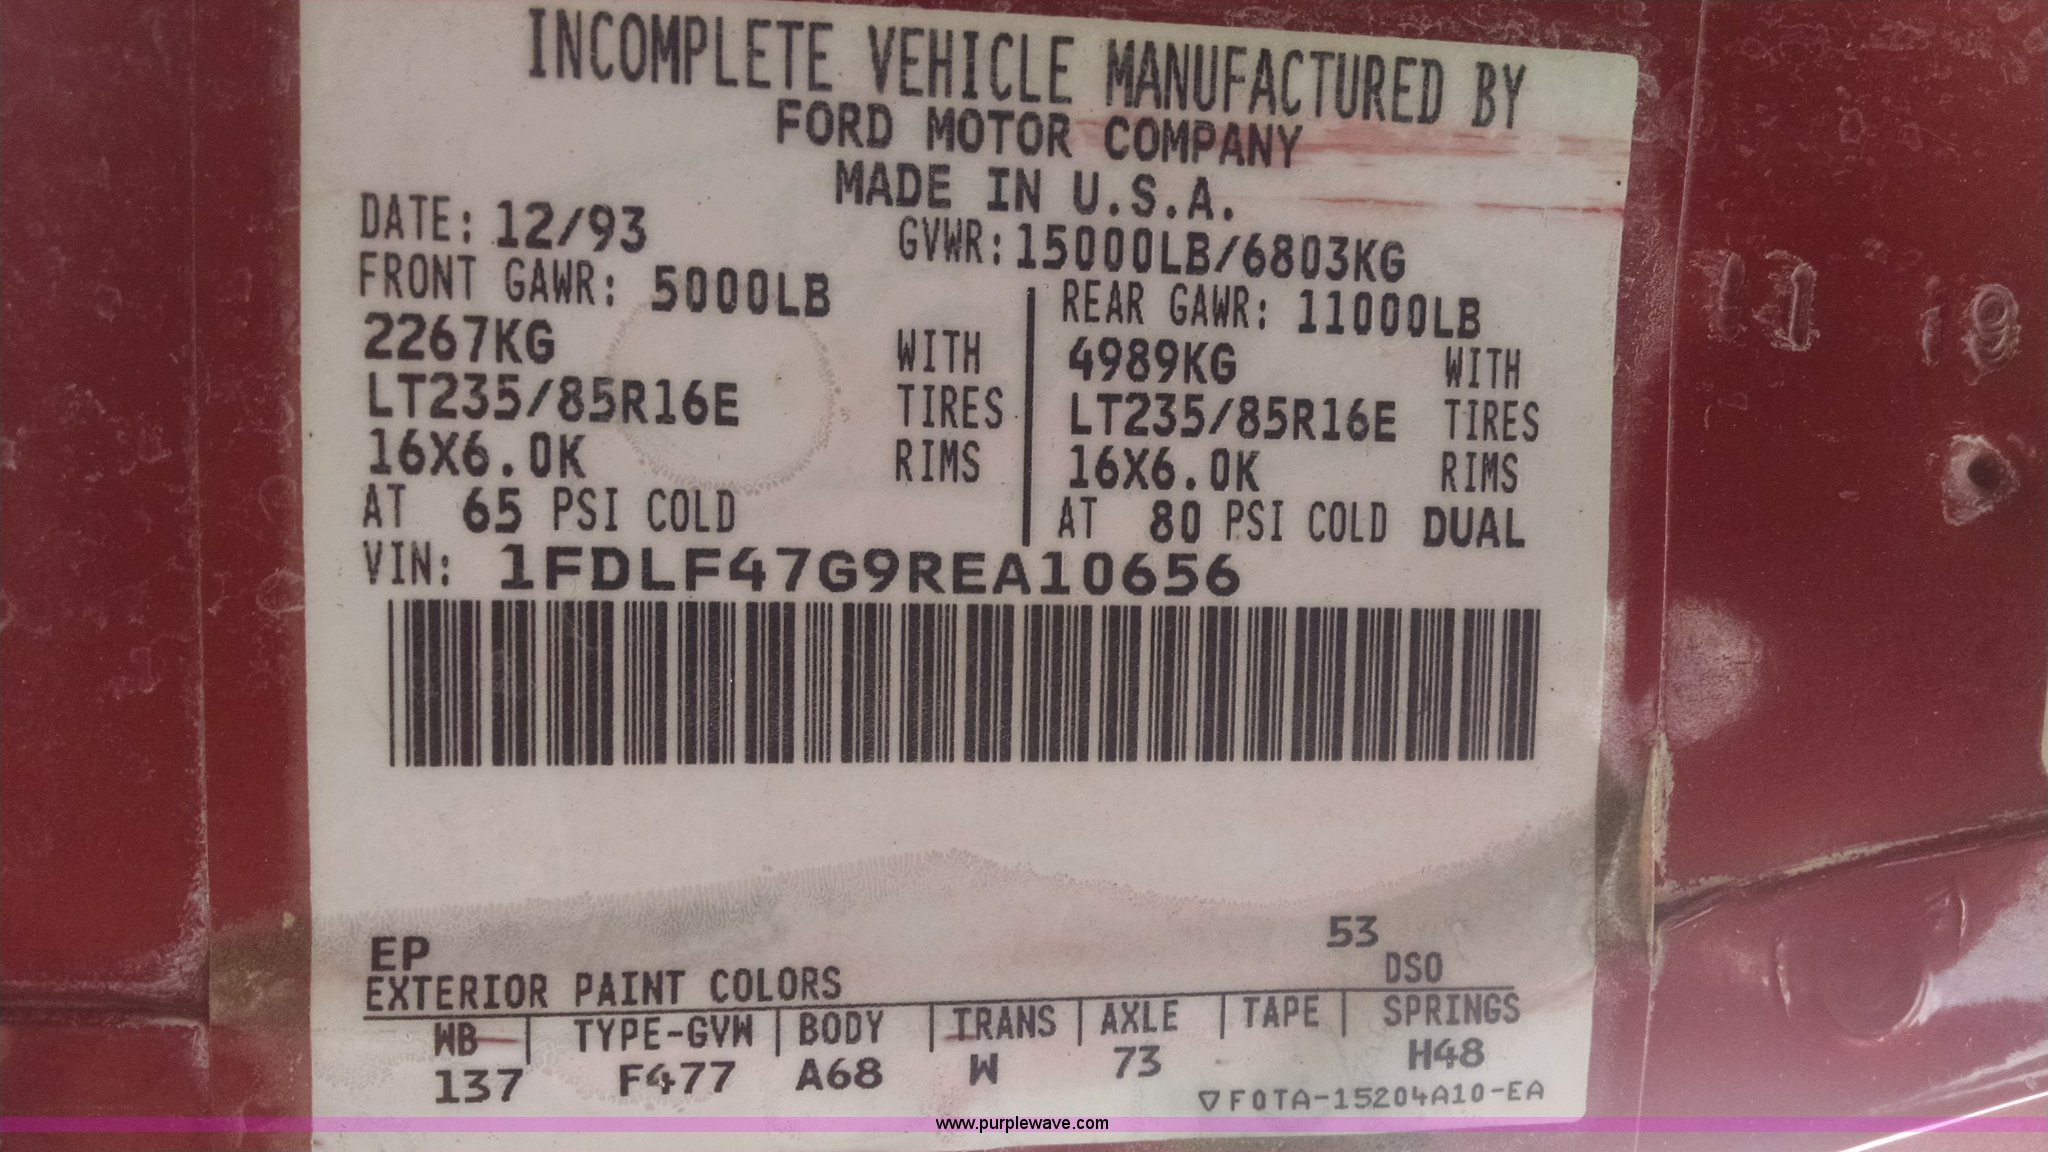 INCOMPLETE VEHICLE MANUFACTURED BY
FORD MOTOR COMPANY
MADE IN U.S.A.
DATE: 12/93 GVWR: 15000LB/6803KG
FRONT GAWR: 5000LB REAR GAWR: 11000LB
2267KG WITH 4989KG WITH
LT235/85R16E TIRES LT235/85R16E TIRES
16X6.0K RIMS 16X6.0K RIMS
AT 65 PSI COLD AT 80 PSI COLD DUAL
VIN: 1FDLF47G9REA10656
EP 53
EXTERIOR PAINT COLORS DSO
WB TYPE-GVW BODY TRANS AXLE TAPE SPRINGS
137 F477 A68 W 73 H48
▽F0TA-15204A10-EA
www.purplewave.com